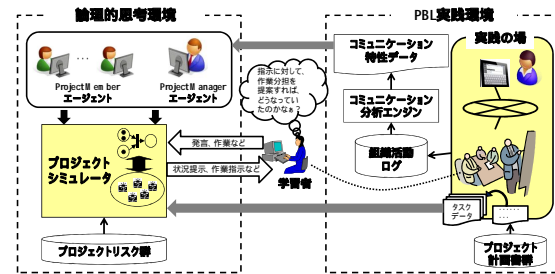 論理的思考環境
ProjectMember
エージェント
ProjectManager
エージェント
プロジェクト
シミュレータ
プロジェクトリスク群
発言、作業など
状況提示、作業指示など
指示に対して、
作業分担を
提案すれば、
どうなってい
たのかなぁ?
学習者
PBL実践環境
コミュニケーション
特性データ
コミュニケーション
分析エンジン
組織活動
ログ
実践の場
タスク
データ
プロジェクト
計画書群